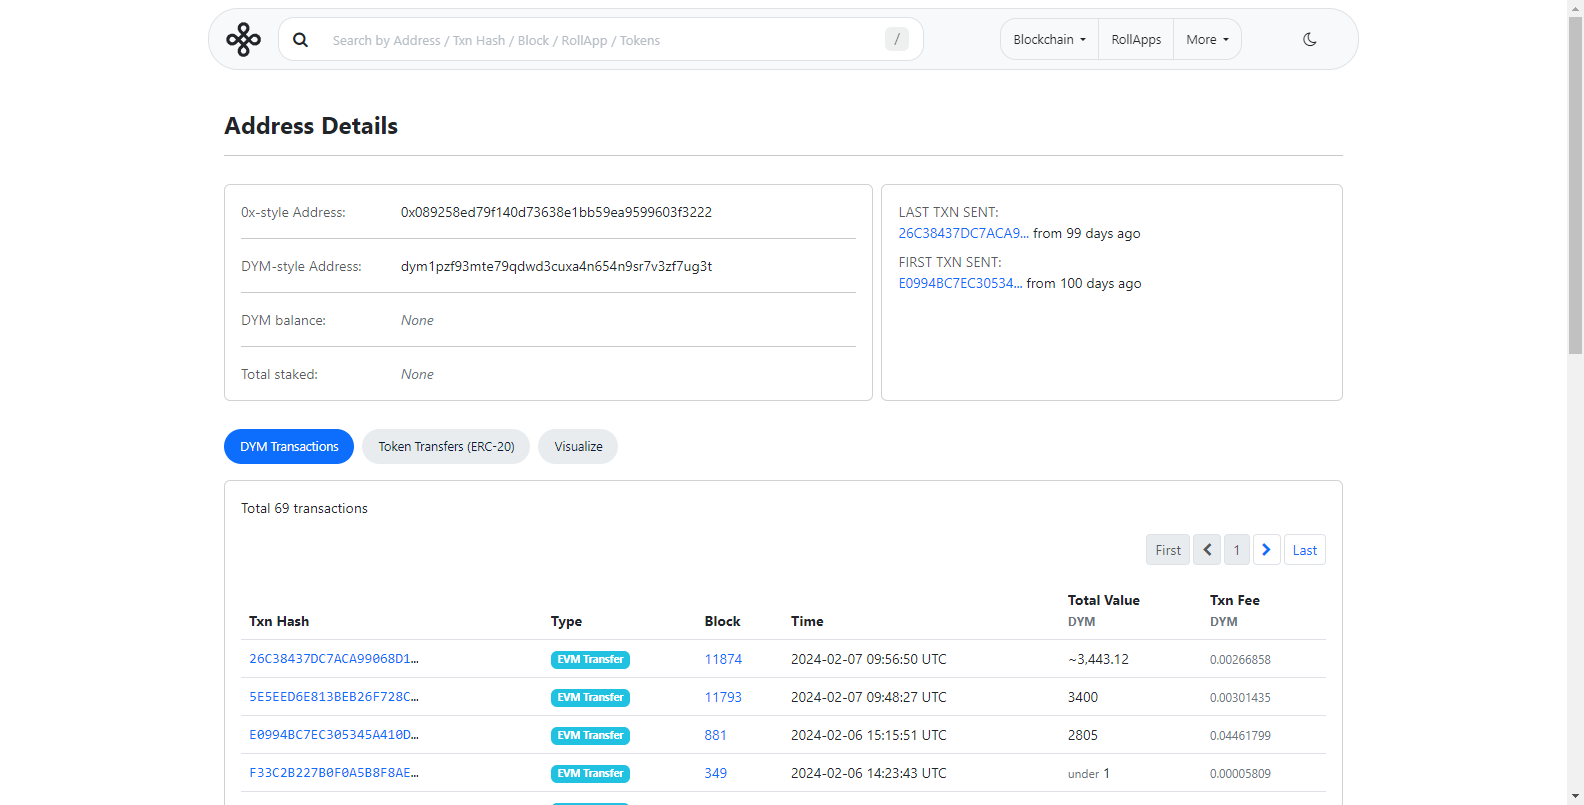 Search by Address / Txn Hash / Block / RollApp / Tokens /
Blockchain RollApps More
Address Details
0x-style Address: 0x089258ed79f140d73638e1bb59ea9599603f3222
DYM-style Address: dym1pzf93mte79qdwd3cuxa4n654n9sr7v3zf7ug3t
DYM balance: None
Total staked: None
LAST TXN SENT:
26C38437DC7ACA9... from 99 days ago
FIRST TXN SENT:
E0994BC7EC30534... from 100 days ago
DYM Transactions Token Transfers (ERC-20) Visualize
Total 69 transactions
First 1 Last
Txn Hash Type Block Time Total Value DYM Txn Fee DYM
26C38437DC7ACA99068D1… EVM Transfer 11874 2024-02-07 09:56:50 UTC ~3,443.12 0.00266858
5E5EED6E813BEB26F728C… EVM Transfer 11793 2024-02-07 09:48:27 UTC 3400 0.00301435
E0994BC7EC305345A410D… EVM Transfer 881 2024-02-06 15:15:51 UTC 2805 0.04461799
F33C2B227B0F0A5B8F8AE… EVM Transfer 349 2024-02-06 14:23:43 UTC under 1 0.00005809